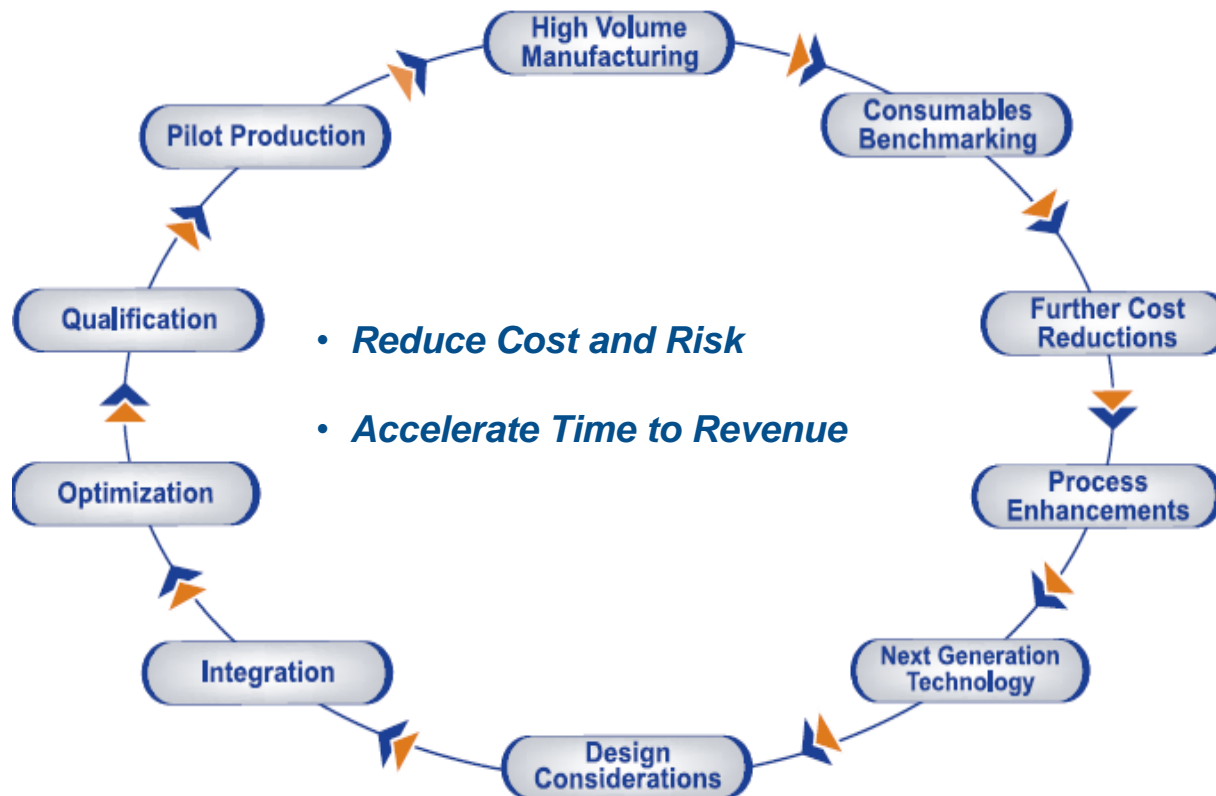 High Volume
Manufacturing
Consumables
Benchmarking
Pilot Production
Further Cost
Reductions
Qualification
• Reduce Cost and Risk
• Accelerate Time to Revenue
Process
Enhancements
Optimization
Next Generation
Technology
Integration
Design
Considerations